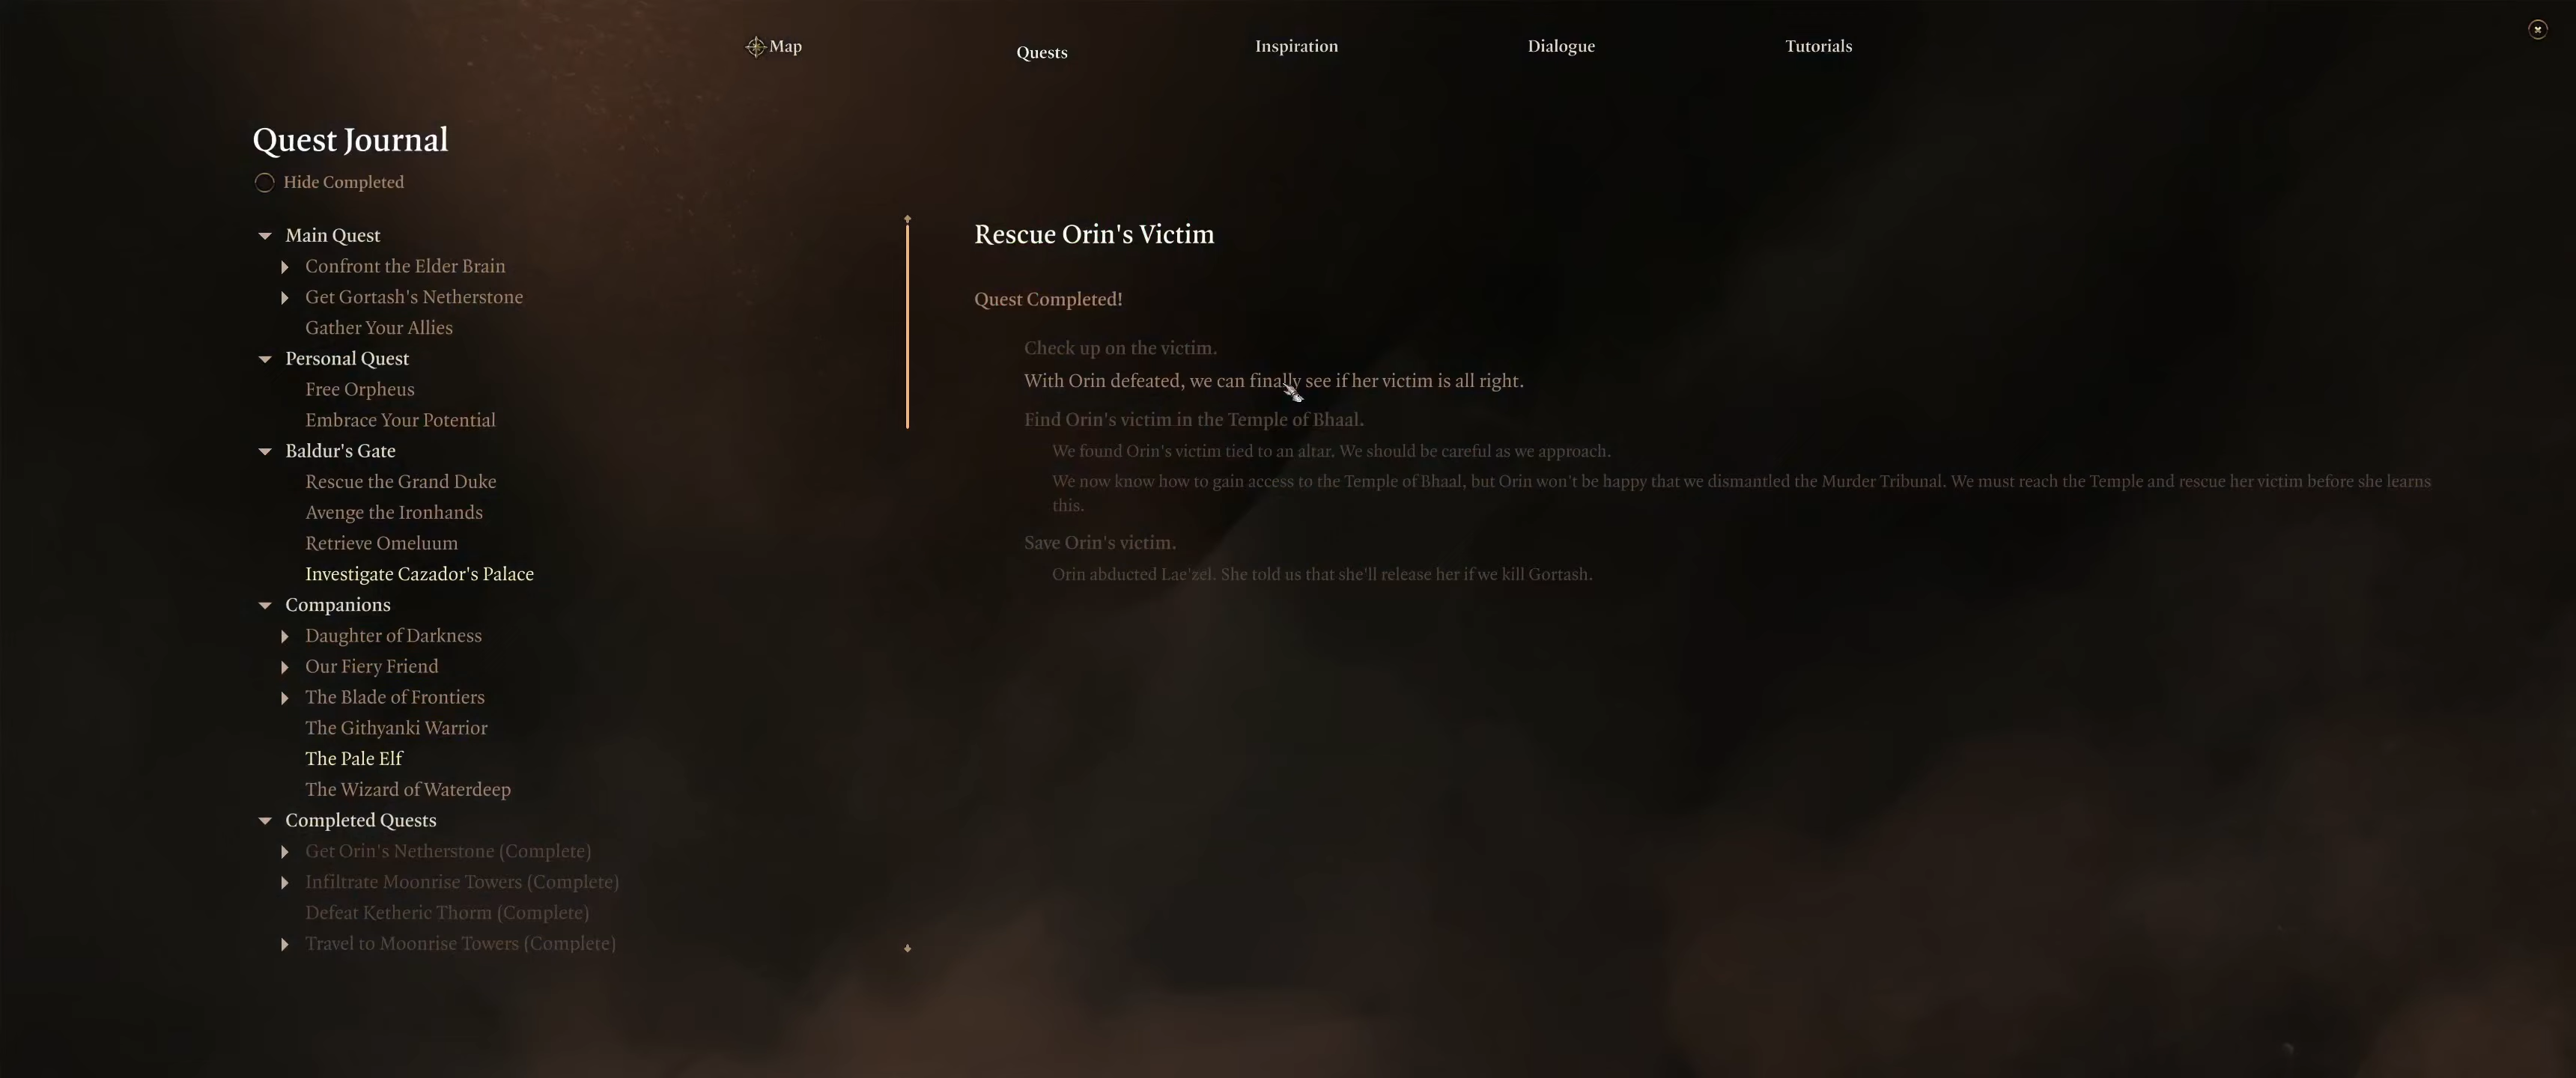 Map
Quests
Inspiration
Dialogue
Tutorials
Quest Journal
Hide Completed
Main Quest
Confront the Elder Brain
Get Gortash's Netherstone
Gather Your Allies
Personal Quest
Free Orpheus
Embrace Your Potential
Baldur's Gate
Rescue the Grand Duke
Avenge the Ironhands
Retrieve Omeluum
Investigate Cazador's Palace
Companions
Daughter of Darkness
Our Fiery Friend
The Blade of Frontiers
The Githyanki Warrior
The Pale Elf
The Wizard of Waterdeep
Completed Quests
Get Orin's Netherstone (Complete)
Infiltrate Moonrise Towers (Complete)
Defeat Ketheric Thorm (Complete)
Travel to Moonrise Towers (Complete)
Rescue Orin's Victim
Quest Completed!
Check up on the victim.
With Orin defeated, we can finally see if her victim is all right.
Find Orin's victim in the Temple of Bhaal.
We found Orin's victim tied to an altar. We should be careful as we approach.
We now know how to gain access to the Temple of Bhaal, but Orin won't be happy that we dismantled the Murder Tribunal. We must reach the Temple and rescue her victim before she learns
this.
Save Orin's victim.
Orin abducted Lae'zel. She told us that she'll release her if we kill Gortash.